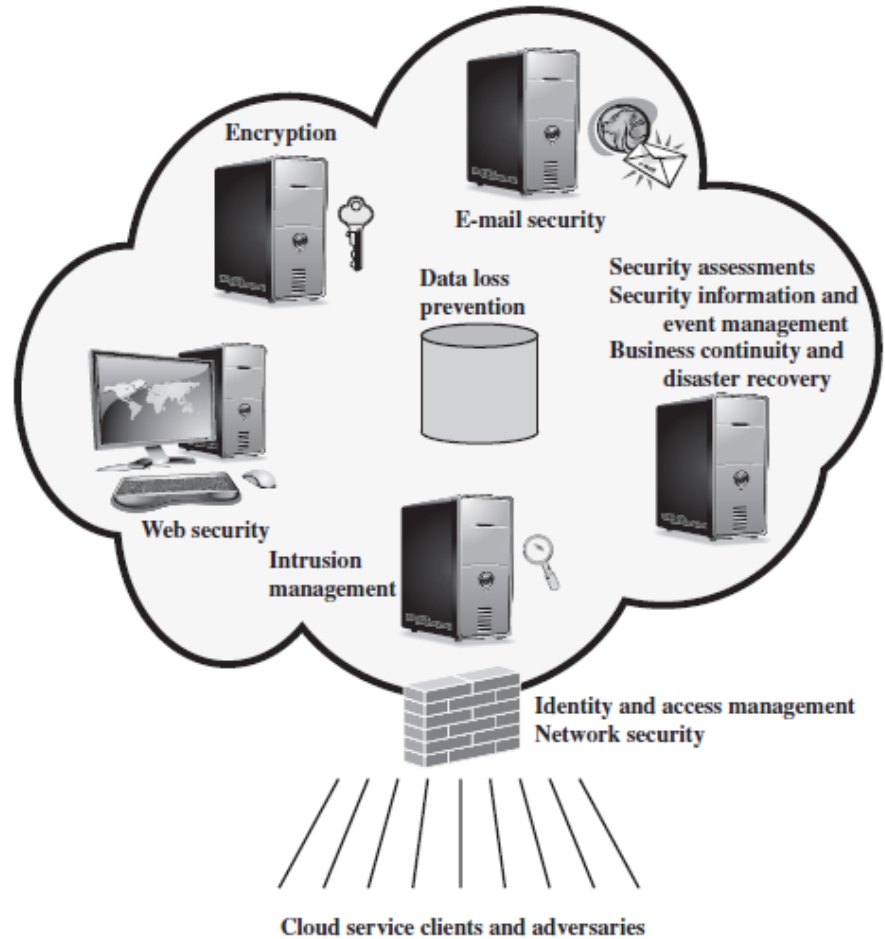 Encryption
E-mail security
Data loss
prevention
Security assessments
Security information and
event management
Business continuity and
disaster recovery
Web security
Intrusion
management
Identity and access management
Network security
Cloud service clients and adversaries